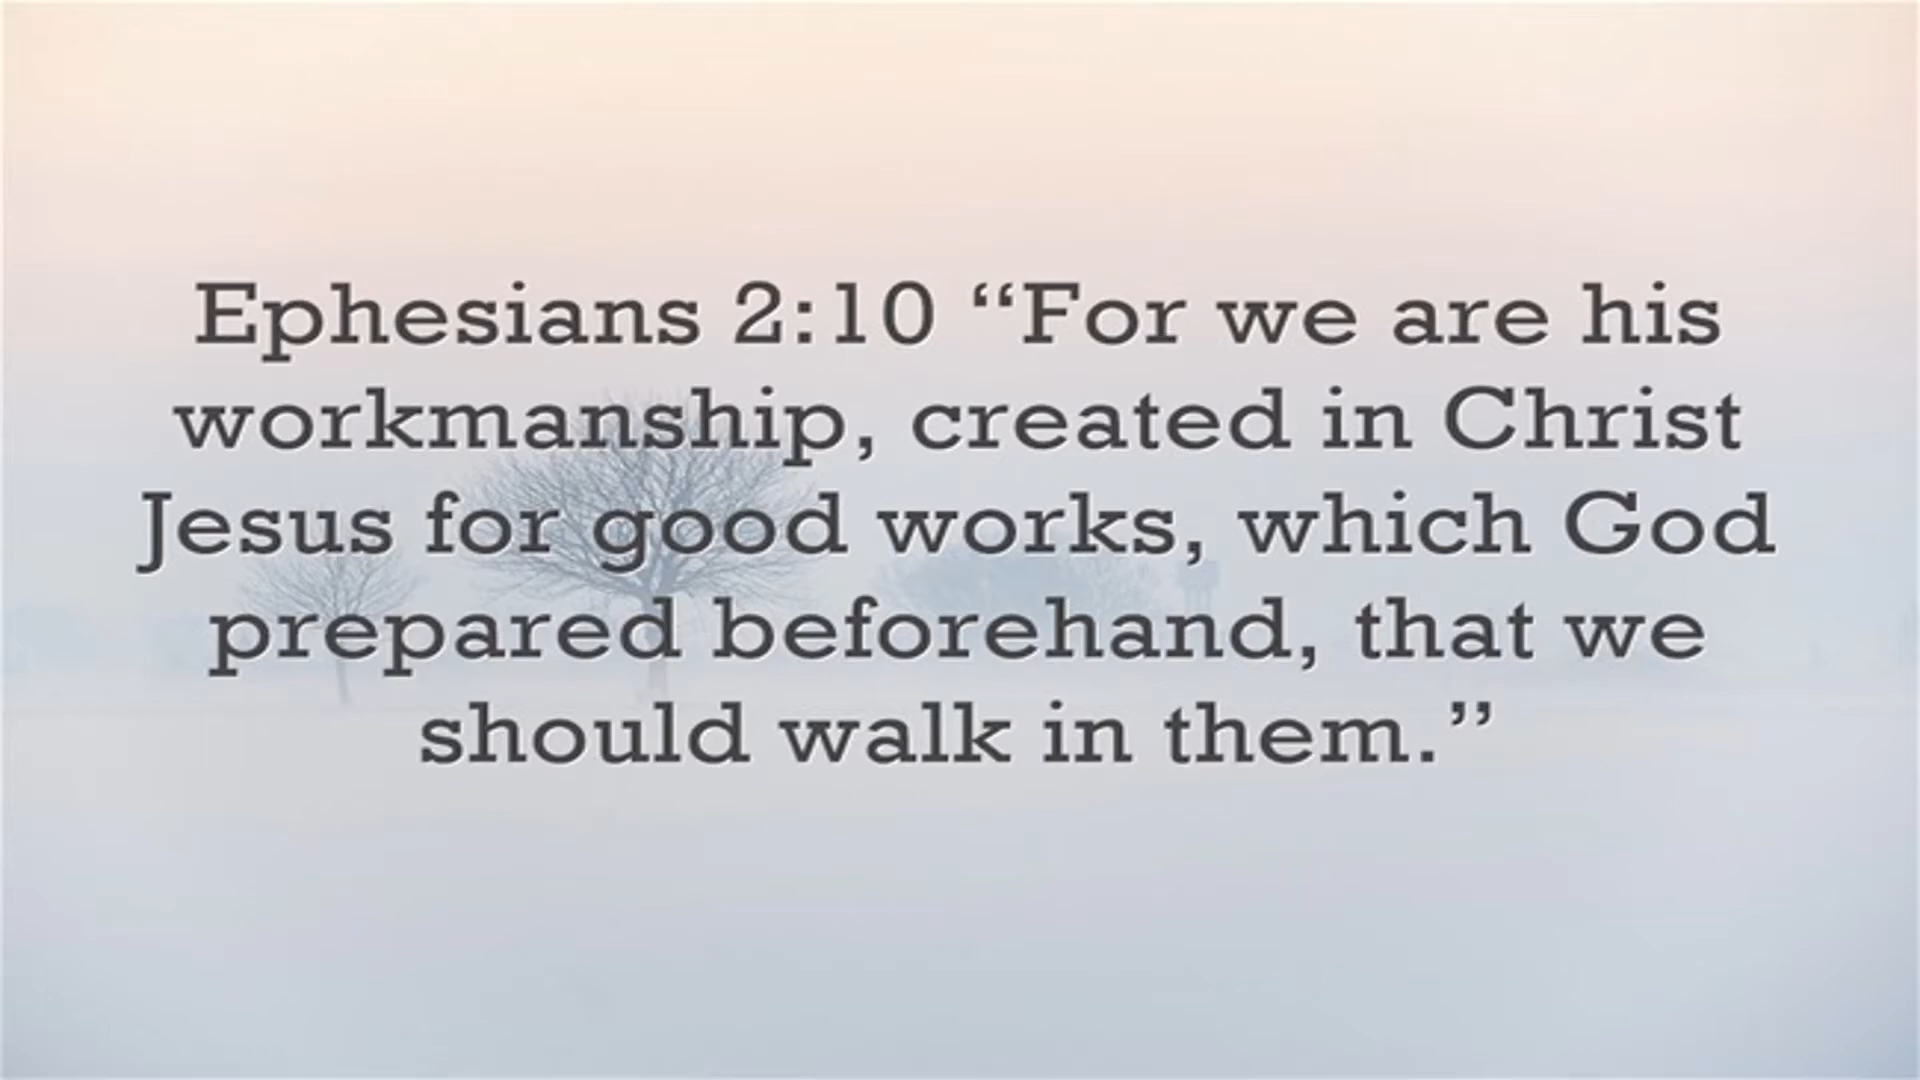 Ephesians 2:10 “For we are his
workmanship, created in Christ
Jesus for good works, which God
prepared beforehand, that we
should walk in them.”